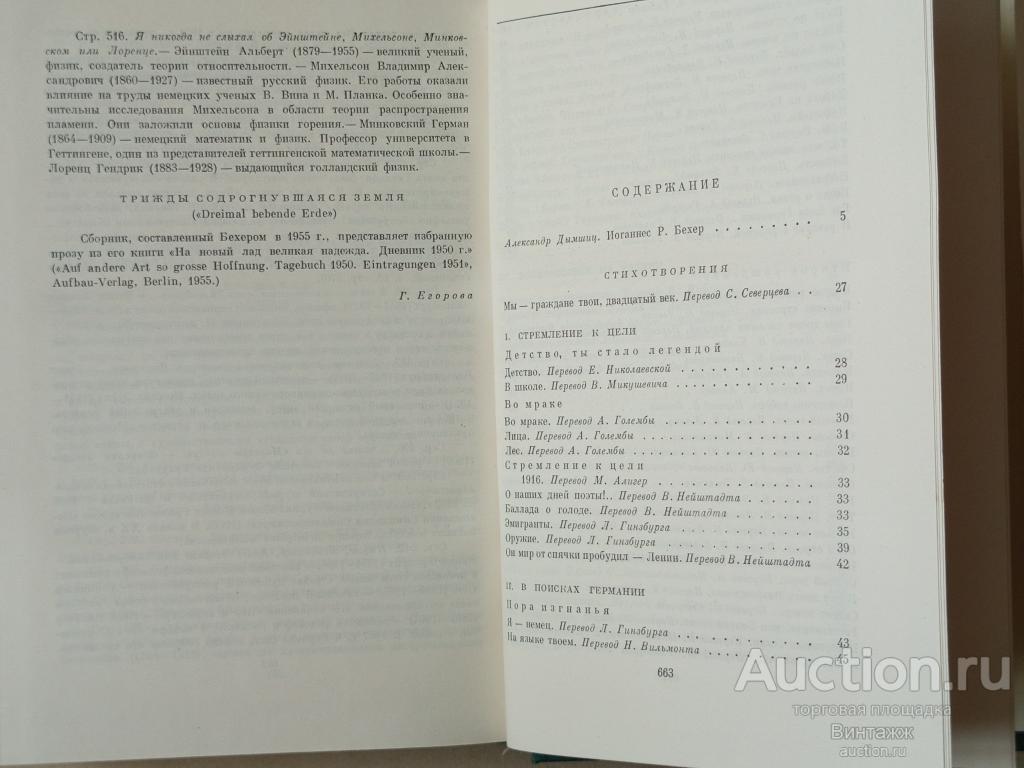 Стр. 516. Я никогда не слыхал об Эйнштейне, Михельсоне, Минков-
ском или Лоренце.— Эйнштейн Альберт (1879—1955) — великий ученый,
физик, создатель теории относительности. — Михельсон Владимир Алек-
сандрович (1860—1927) — известный русский физик. Его работы оказали
влияние на труды немецких ученых В. Вина и М. Планка. Особенно зна-
чительны исследования Михельсона в области теории распространения
пламени. Они заложили основы физики горения.— Минковский Герман
(1864—1909) — немецкий математик и физик. Профессор университета в
Геттингене, один из представителей геттингенской математической школы.—
Лоренц Гендрик (1883—1928) — выдающийся голландский физик.
ТРИЖДЫ СОДРОГНУВШАЯСЯ ЗЕМЛЯ
(«Dreimal bebende Erde»)
Сборник, составленный Бехером в 1955 г., представляет избранную
прозу из его книги «На новый лад великая надежда. Дневник 1950 г.»
(«Auf andere Art so grosse Hoffnung. Tagebuch 1950. Eintragungen 1951»,
Aufbau-Verlag, Berlin, 1955.)
Г. Егорова
СОДЕРЖАНИЕ
Александр Дымшиц. Иоганнес Р. Бехер . . . . . . . . 5
СТИХОТВОРЕНИЯ
Мы — граждане твои, двадцатый век. Перевод С. Северцева . . 27
I. СТРЕМЛЕНИЕ К ЦЕЛИ
Детство, ты стало легендой
Детство. Перевод Е. Николаевской . . . . . . . . . . . 28
В школе. Перевод В. Микушевича . . . . . . . . . . . . 29
Во мраке
Во мраке. Перевод А. Голембы . . . . . . . . . . . . 30
Лица. Перевод А. Голембы . . . . . . . . . . . . . . 31
Лес. Перевод А. Голембы . . . . . . . . . . . . . . . 32
Стремление к цели
1916. Перевод М. Алигер . . . . . . . . . . . . . 33
О наших дней поэты!.. Перевод В. Нейштадта . . . . . . 33
Баллада о голоде. Перевод В. Нейштадта . . . . . . . 33
Эмигранты. Перевод Л. Гинзбурга . . . . . . . . . . . 35
Оружие. Перевод Л. Гинзбурга . . . . . . . . . . . . 39
Он мир от спячки пробудил — Ленин. Перевод В. Нейштадта 42
II. В ПОИСКАХ ГЕРМАНИИ
Пора изгнанья
Я — немец. Перевод Л. Гинзбурга . . . . . . . . . . . 43
На языке твоем. Перевод Н. Вильмонта . . . . . . . . . 45
663
Auction.ru
торговая площадка
Винтажж
auction.ru